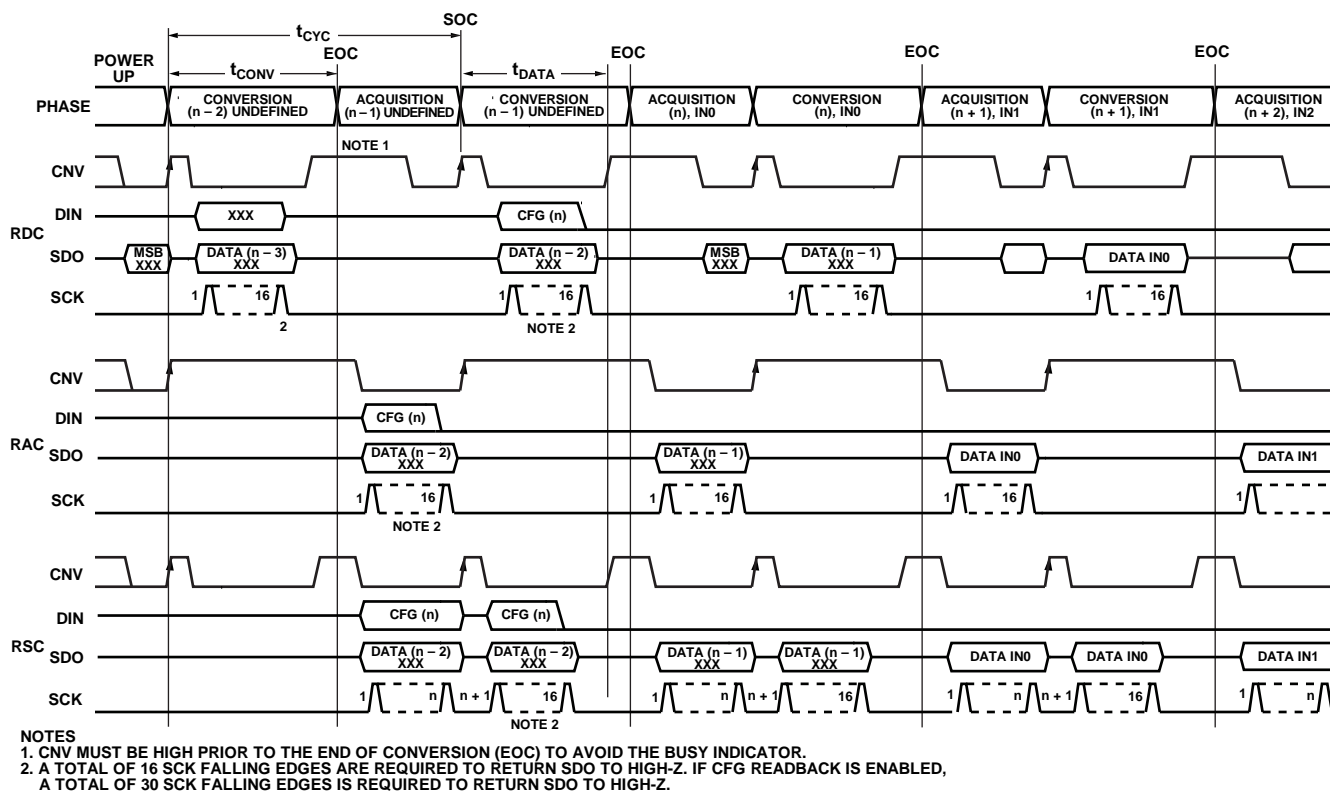 SOC
tCYC
EOC EOC EOC EOC
POWER
UP
tCONV tDATA
PHASE
CONVERSION
(n – 2) UNDEFINED
ACQUISITION
(n – 1) UNDEFINED
CONVERSION
(n – 1) UNDEFINED
ACQUISITION
(n), IN0
CONVERSION
(n), IN0
ACQUISITION
(n + 1), IN1
CONVERSION
(n + 1), IN1
ACQUISITION
(n + 2), IN2
NOTE 1
CNV
DIN XXX CFG (n)
RDC
SDO
MSB
XXX
DATA (n – 3)
XXX
DATA (n – 2)
XXX
MSB
XXX
DATA (n – 1)
XXX
DATA IN0
SCK 1 16 1 16 1 16 1 16
2
NOTE 2
CNV
DIN CFG (n)
RAC
SDO
DATA (n – 2)
XXX
DATA (n – 1)
XXX
DATA IN0 DATA IN1
SCK 1 16 1 16 1 16 1
NOTE 2
CNV
DIN CFG (n) CFG (n)
RSC
SDO
DATA (n – 2)
XXX
DATA (n – 2)
XXX
DATA (n – 1)
XXX
DATA (n – 1)
XXX
DATA IN0 DATA IN0 DATA IN1
SCK 1 n n + 1 16 1 n n + 1 16 1 n n + 1 16 1 n
NOTE 2
NOTES
1. CNV MUST BE HIGH PRIOR TO THE END OF CONVERSION (EOC) TO AVOID THE BUSY INDICATOR.
2. A TOTAL OF 16 SCK FALLING EDGES ARE REQUIRED TO RETURN SDO TO HIGH-Z. IF CFG READBACK IS ENABLED,
A TOTAL OF 30 SCK FALLING EDGES IS REQUIRED TO RETURN SDO TO HIGH-Z.